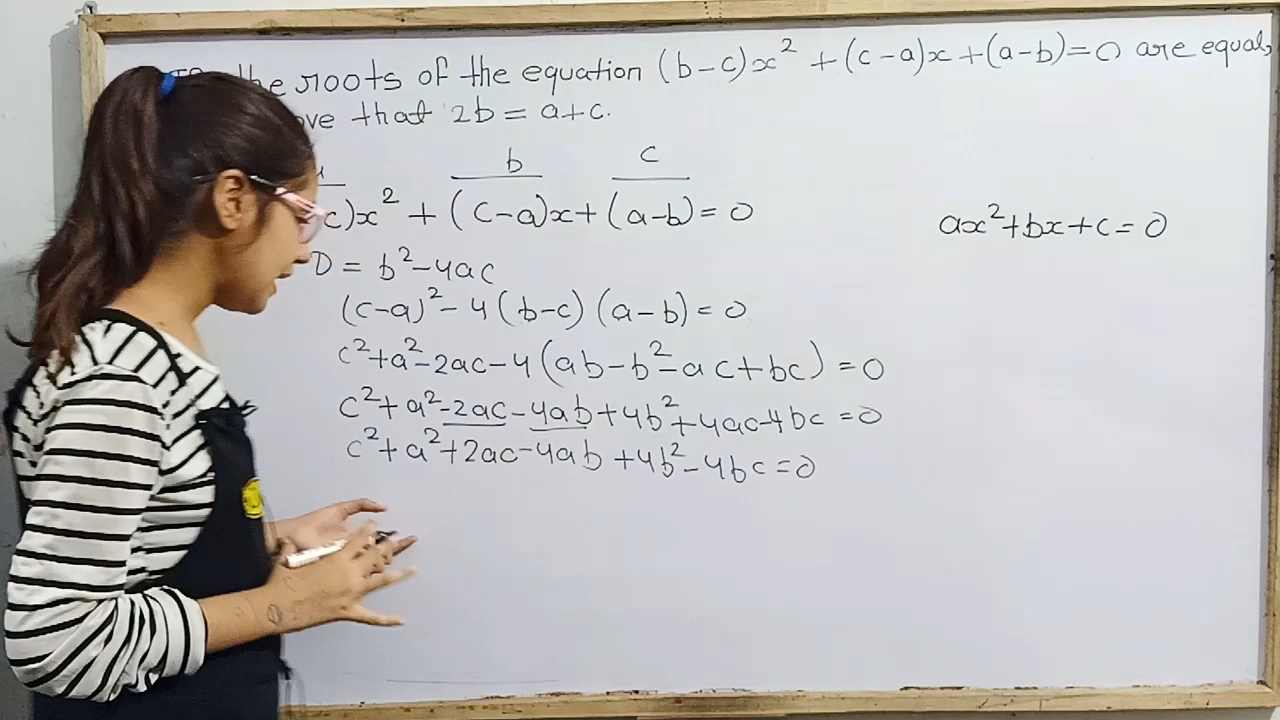 the roots of the equation (b-c)x² + (c-a)x + (a-b) = 0 are equal,
that 2b = a+c.
b c
c)x² + (c-a)x + (a-b) = 0
ax² + bx + c = 0
D = b² - 4ac
(c-a)² - 4(b-c)(a-b) = 0
c² + a² - 2ac - 4(ab - b² - ac + bc) = 0
c² + a² - 2ac - 4ab + 4b² + 4ac - 4bc = 0
c² + a² + 2ac - 4ab + 4b² - 4bc = 0